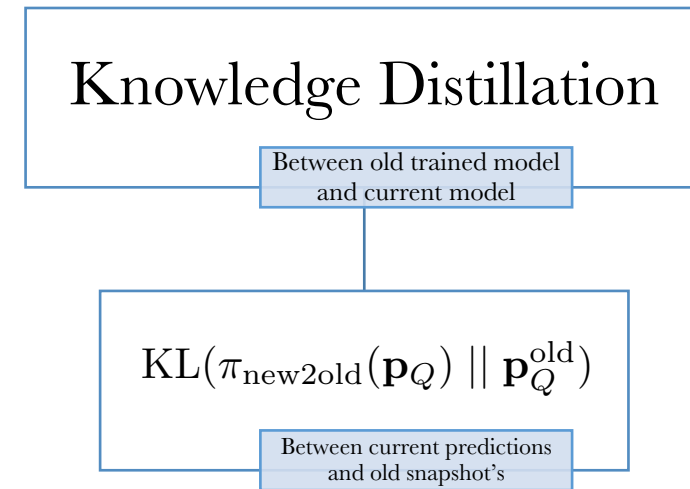 Knowledge Distillation
Between old trained model
and current model
KL(π_new2old(𝐩_Q) || 𝐩_Q^old)
Between current predictions
and old snapshot's